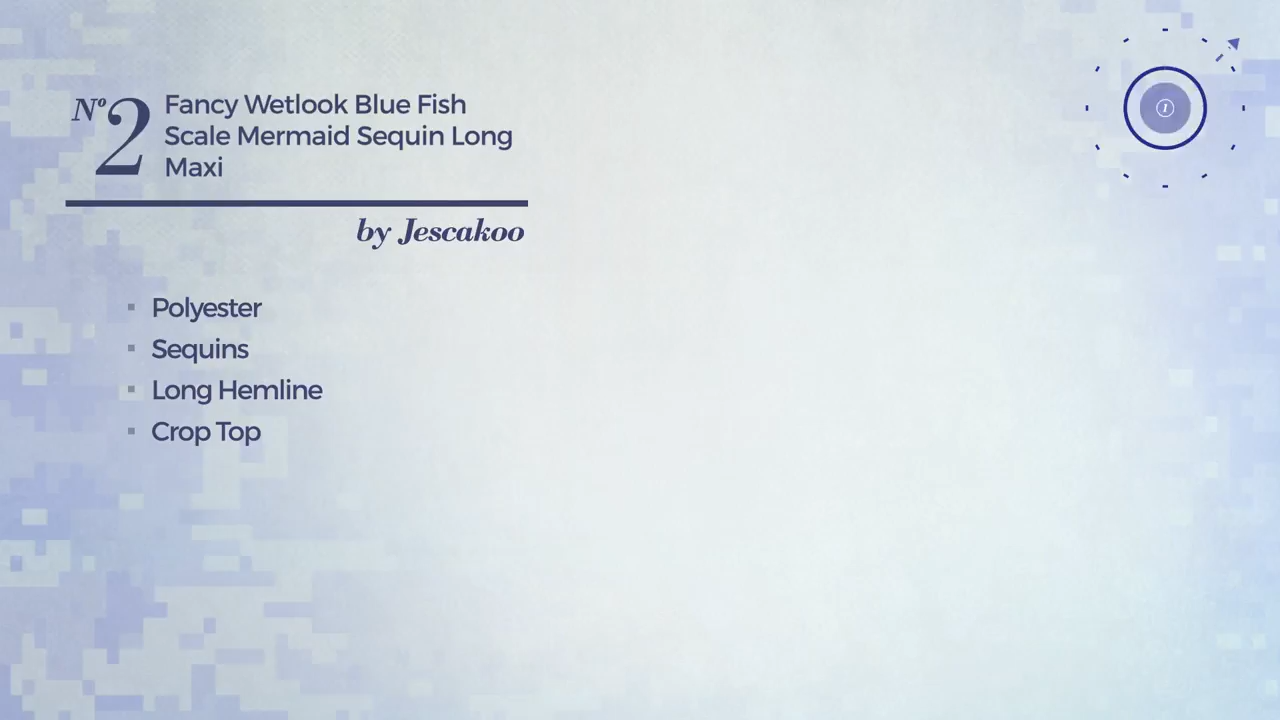 Nº2
Fancy Wetlook Blue Fish
Scale Mermaid Sequin Long
Maxi
by Jescakoo
Polyester
Sequins
Long Hemline
Crop Top
i